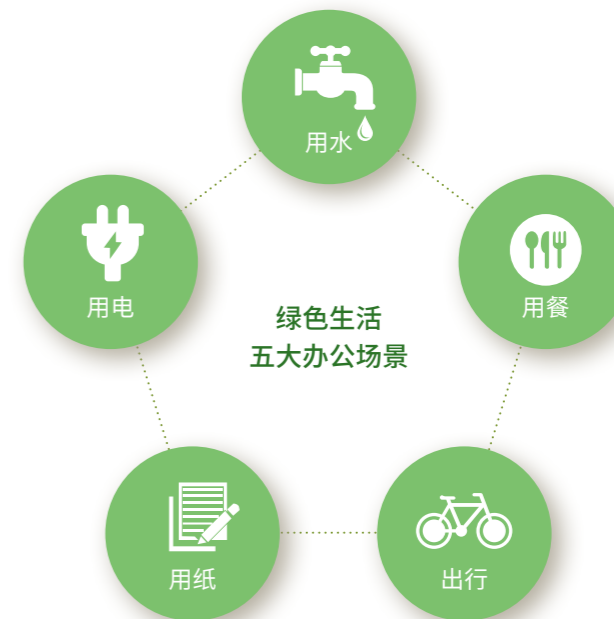 用水
用电
用餐
绿色生活
五大办公场景
用纸
出行